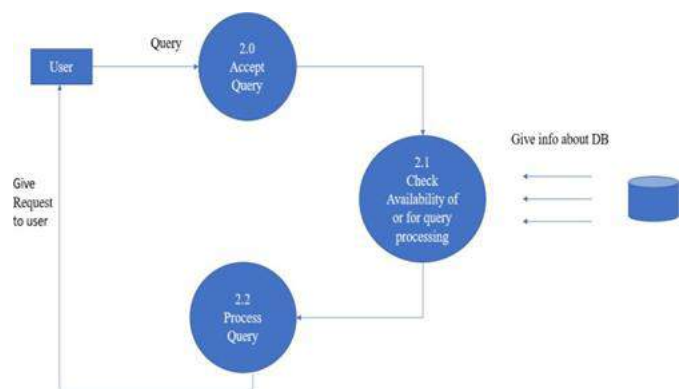 Query
User
2.0
Accept
Query
Give info about DB
2.1
Check
Availability of
or for query
processing
Give
Request
to user
2.2
Process
Query